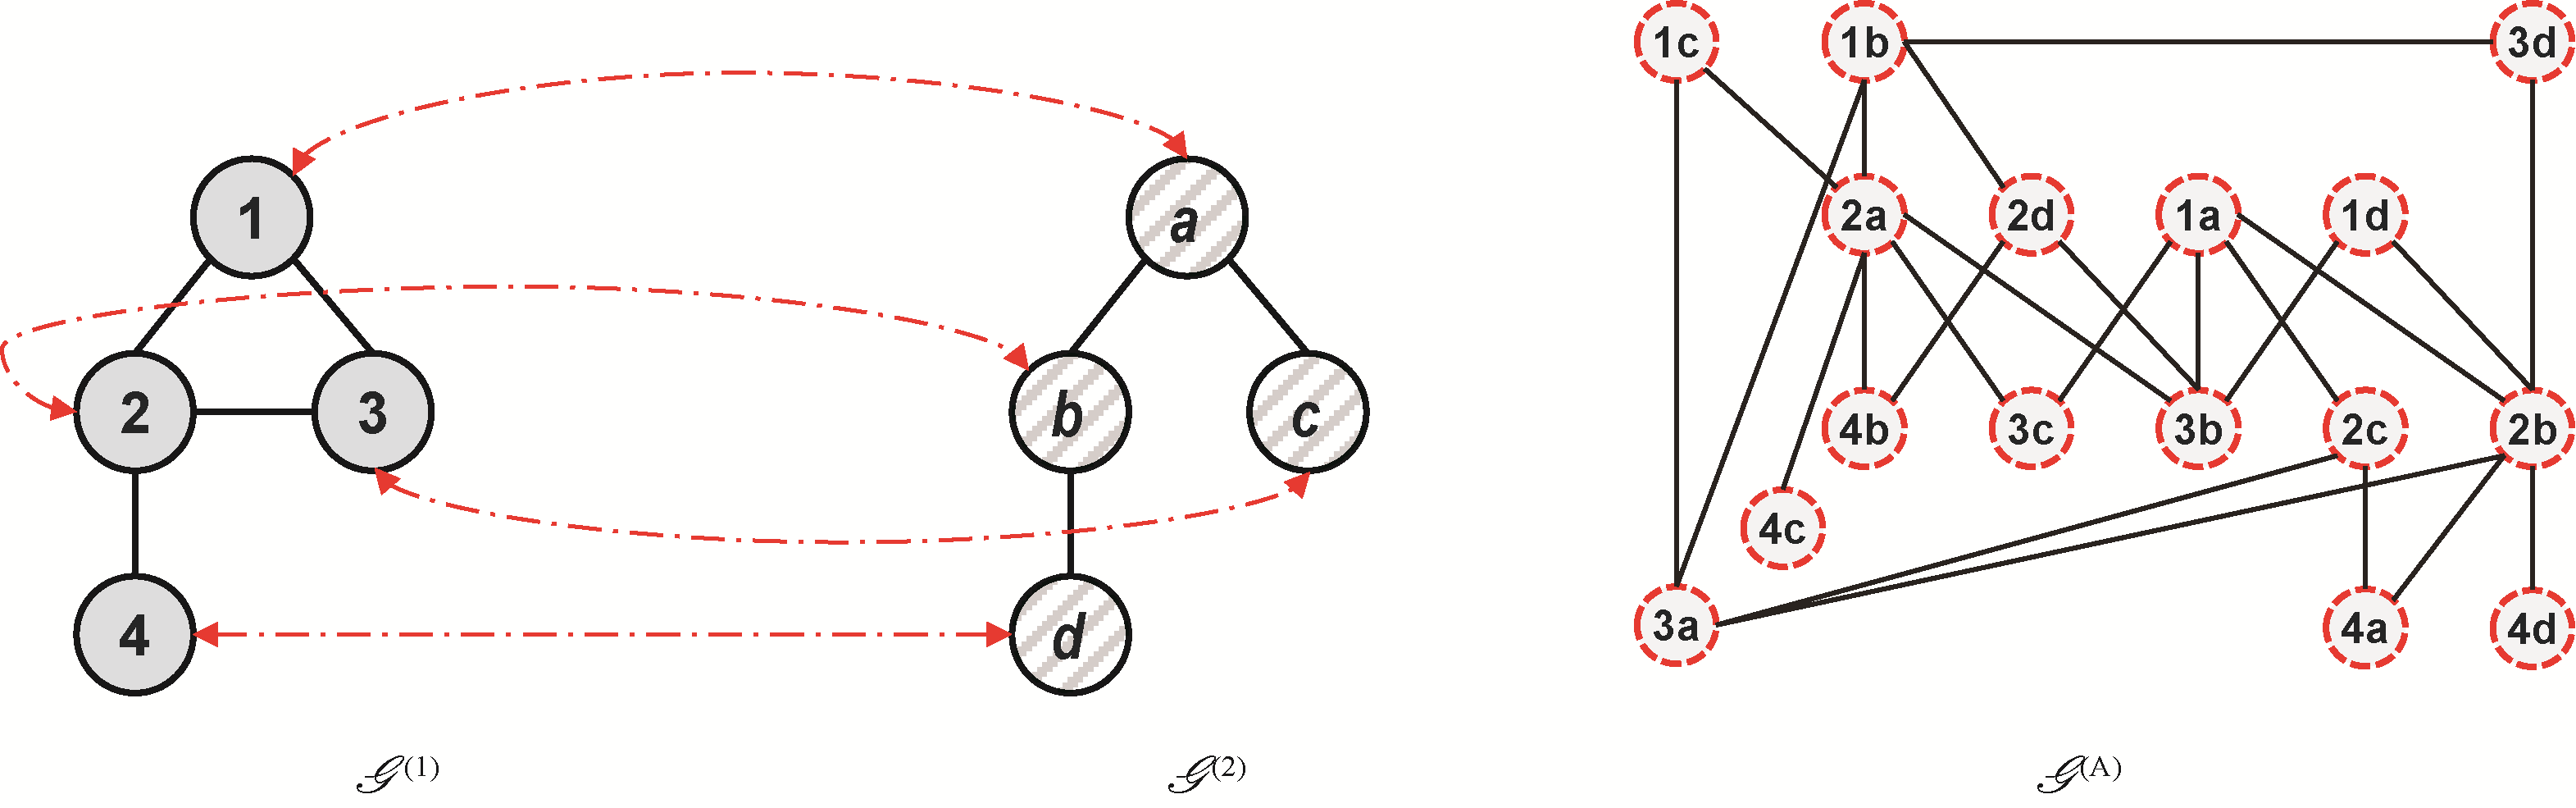 1c 1b 3d
1 a 2a 2d 1a 1d
2 3 b c 4b 3c 3b 2c 2b
4c
4 d 3a 4a 4d
𝒢(1) 𝒢(2) 𝒢(A)